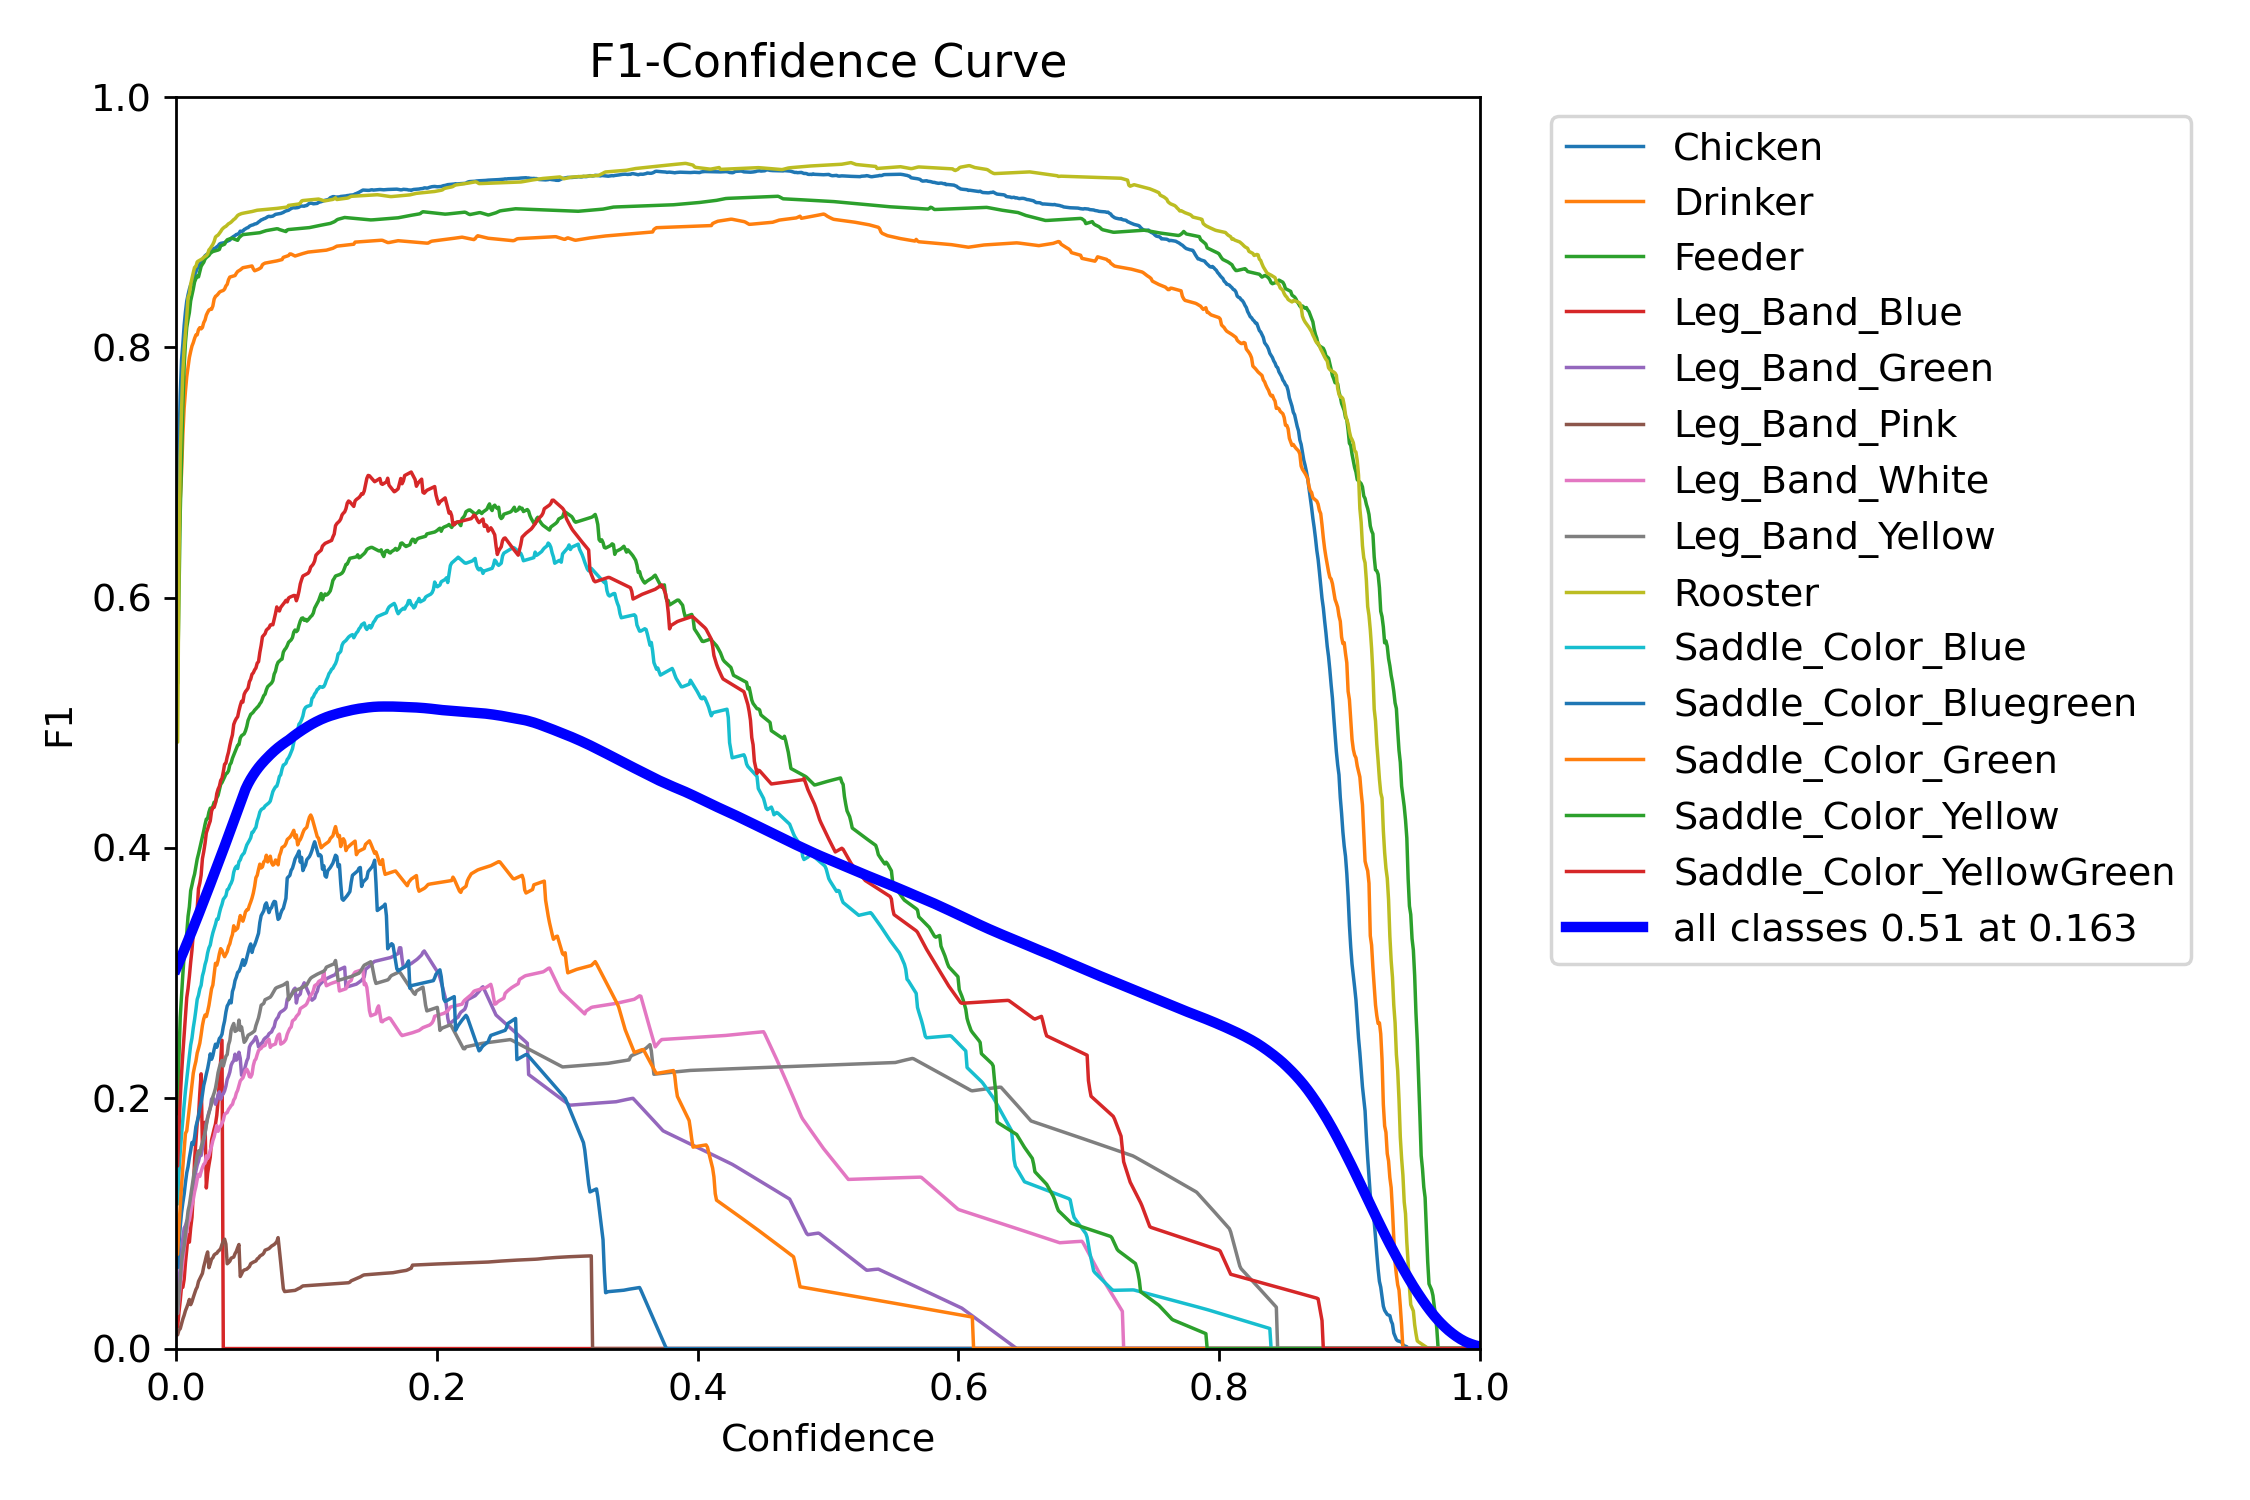 F1-Confidence Curve
1.0
0.8
0.6
0.4
0.2
0.0
F1
0.0 0.2 0.4 0.6 0.8 1.0
Confidence
Chicken
Drinker
Feeder
Leg_Band_Blue
Leg_Band_Green
Leg_Band_Pink
Leg_Band_White
Leg_Band_Yellow
Rooster
Saddle_Color_Blue
Saddle_Color_Bluegreen
Saddle_Color_Green
Saddle_Color_Yellow
Saddle_Color_YellowGreen
all classes 0.51 at 0.163